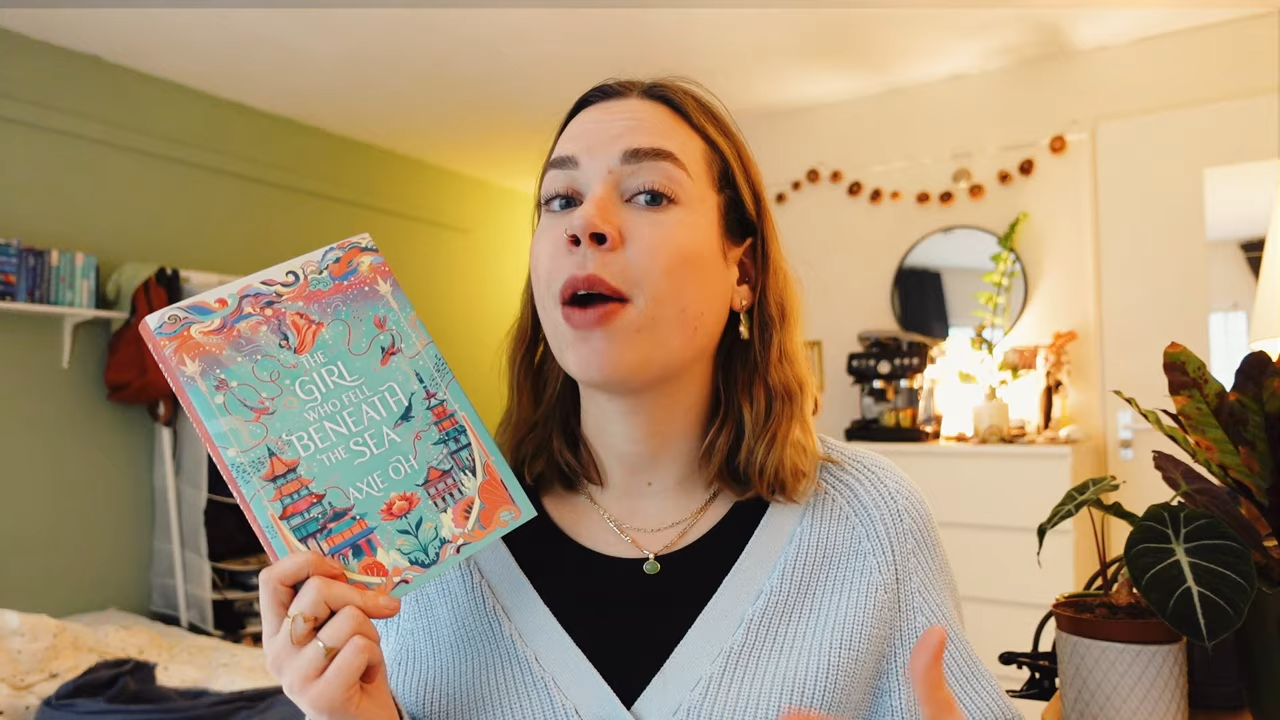 THE
GIRL
WHO FELL
BENEATH
THE SEA
AXIE OH